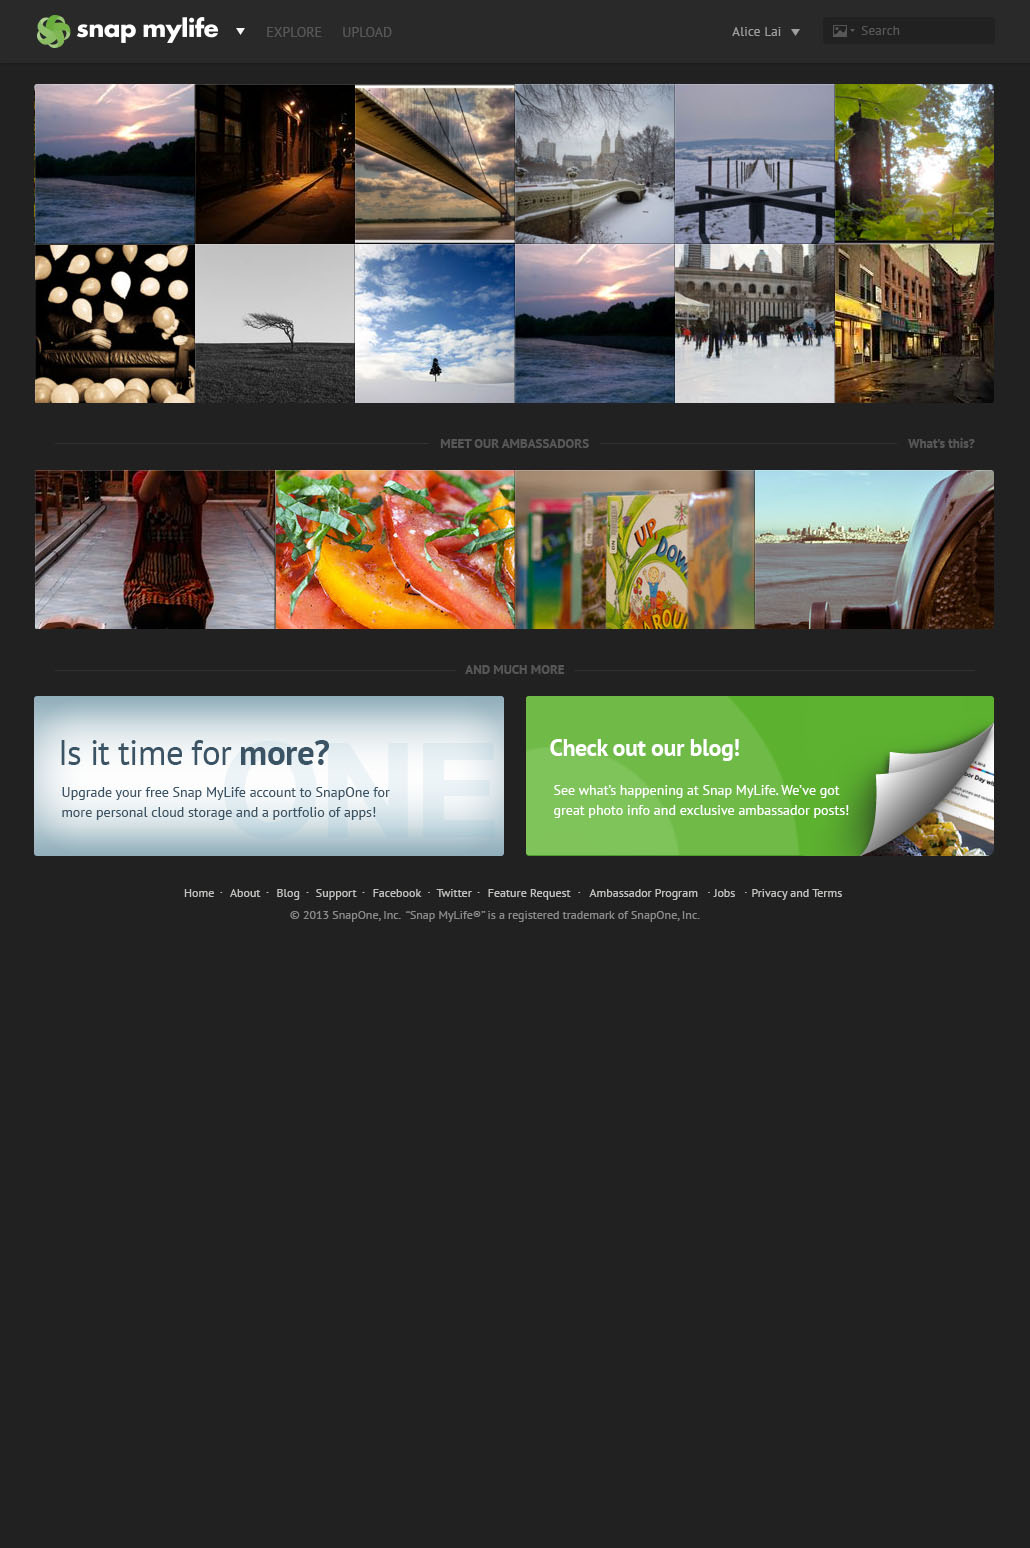 snap mylife
EXPLORE
UPLOAD
Alice Lai
Search
MEET OUR AMBASSADORS
What's this?
UP
DOWN
AROU
AND MUCH MORE
ONE
Is it time for more?
Upgrade your free Snap MyLife account to SnapOne for
more personal cloud storage and a portfolio of apps!
Check out our blog!
See what's happening at Snap MyLife. We've got
great photo info and exclusive ambassador posts!
Home · About · Blog · Support · Facebook · Twitter · Feature Request · Ambassador Program · Jobs · Privacy and Terms
© 2013 SnapOne, Inc. “Snap MyLife®” is a registered trademark of SnapOne, Inc.